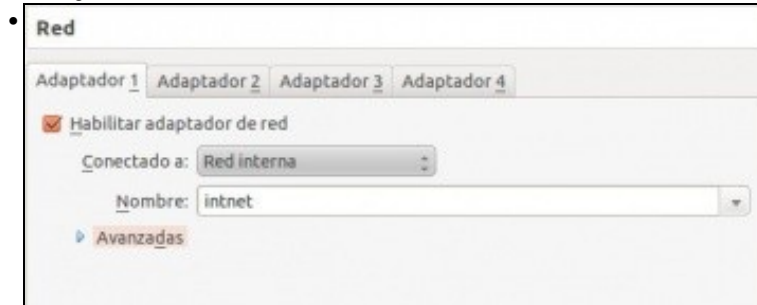 Red
Adaptador 1 Adaptador 2 Adaptador 3 Adaptador 4
Habilitar adaptador de red
Conectado a: Red interna
Nombre: intnet
Avanzadas